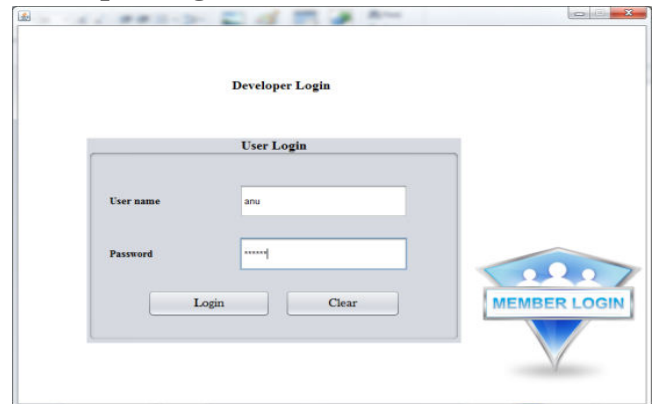 Developer Login
User Login
User name
anu
Password
******
Login
Clear
MEMBER LOGIN